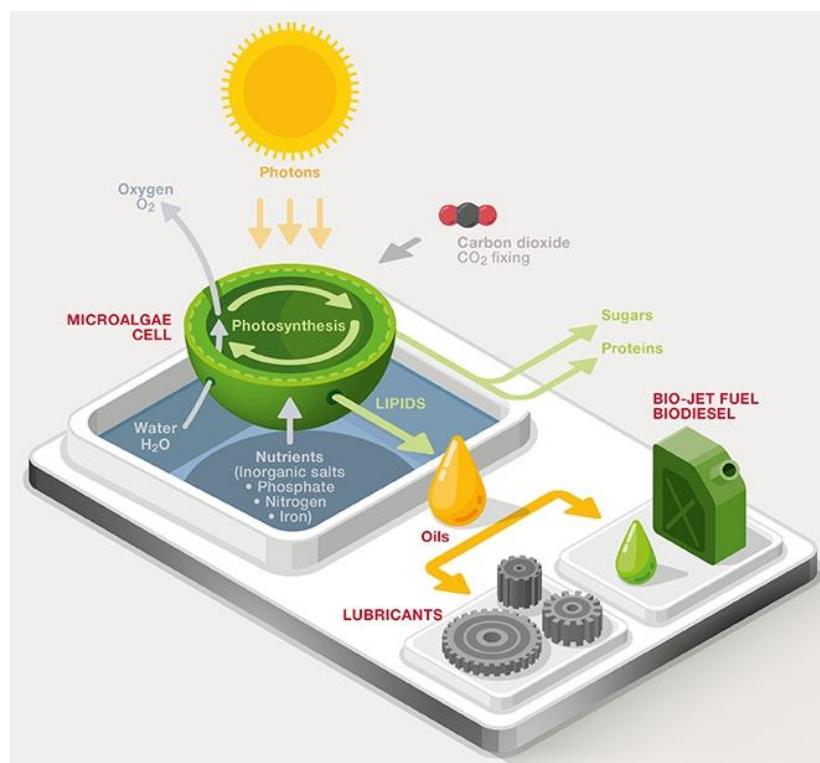 Photons
Oxygen
O₂
Carbon dioxide
CO₂ fixing
MICROALGAE
CELL
Photosynthesis
Sugars
Proteins
Water
H₂O
LIPIDS
Nutrients
(Inorganic salts
• Phosphate
• Nitrogen
• Iron)
BIO-JET FUEL
BIODIESEL
Oils
LUBRICANTS